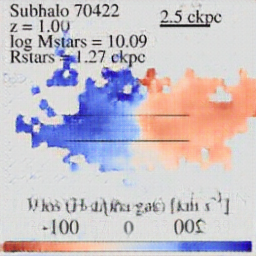 Subhalo 70422
2.5 ckpc
z = 1.00
log Mstars = 10.09
Rstars = 1.27 ckpc
-100 0